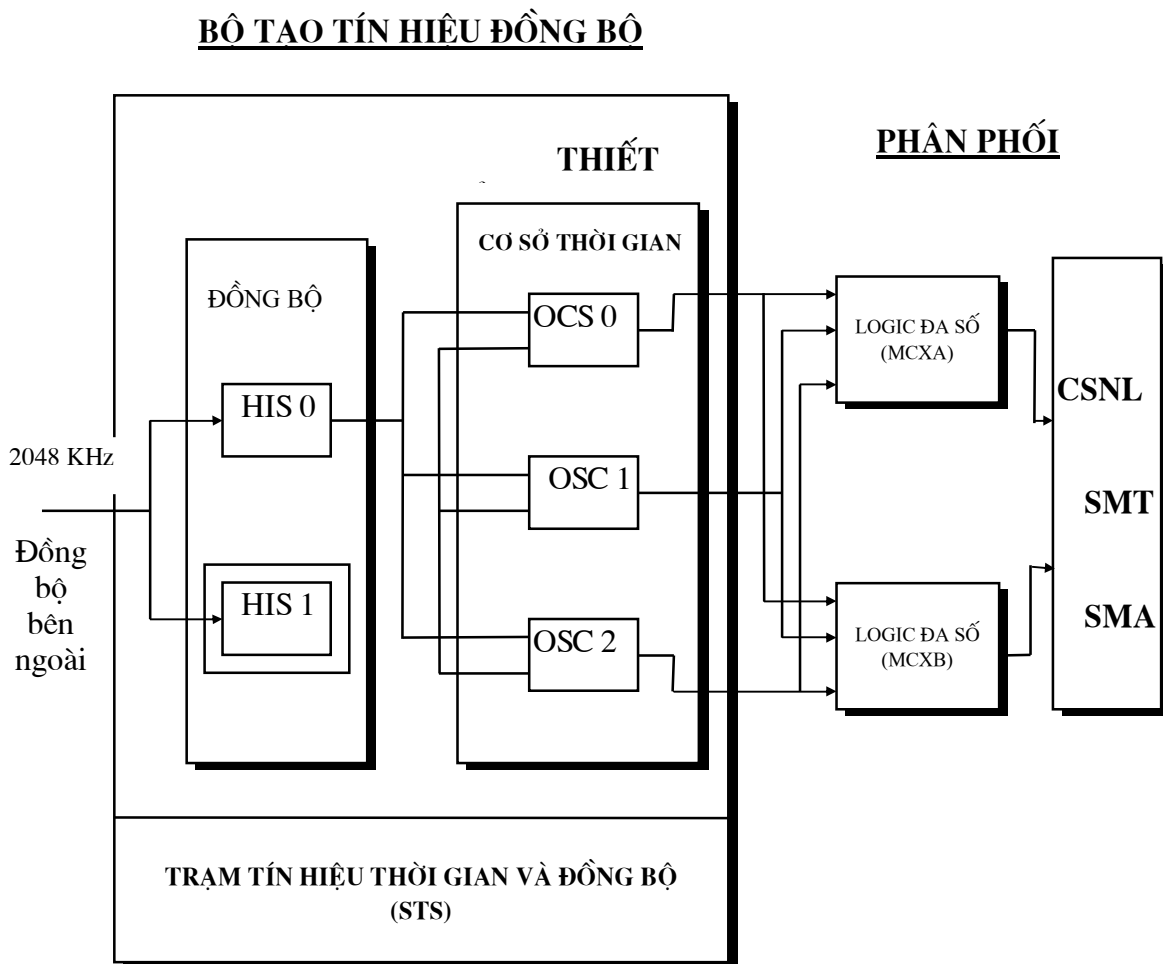 BỘ TẠO TÍN HIỆU ĐỒNG BỘ
PHÂN PHỐI
THIẾT
CƠ SỞ THỜI GIAN
ĐỒNG BỘ
OCS 0
LOGIC ĐA SỐ
(MCXA)
HIS 0
CSNL
2048 KHz
OSC 1
SMT
Đồng
bộ
bên
ngoài
HIS 1
OSC 2
LOGIC ĐA SỐ
(MCXB)
SMA
TRẠM TÍN HIỆU THỜI GIAN VÀ ĐỒNG BỘ
(STS)